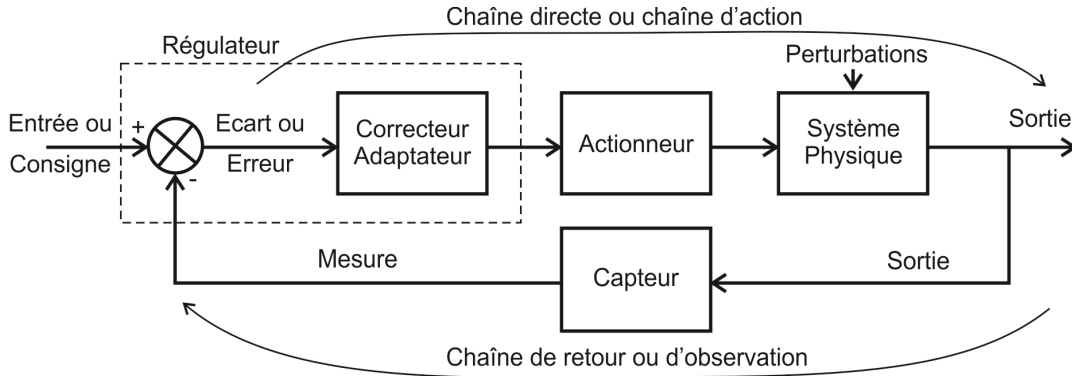 Chaîne directe ou chaîne d'action
Régulateur
Perturbations
Entrée ou
Consigne
+
-
Ecart ou
Erreur
Correcteur
Adaptateur
Actionneur
Système
Physique
Sortie
Mesure
Capteur
Sortie
Chaîne de retour ou d'observation